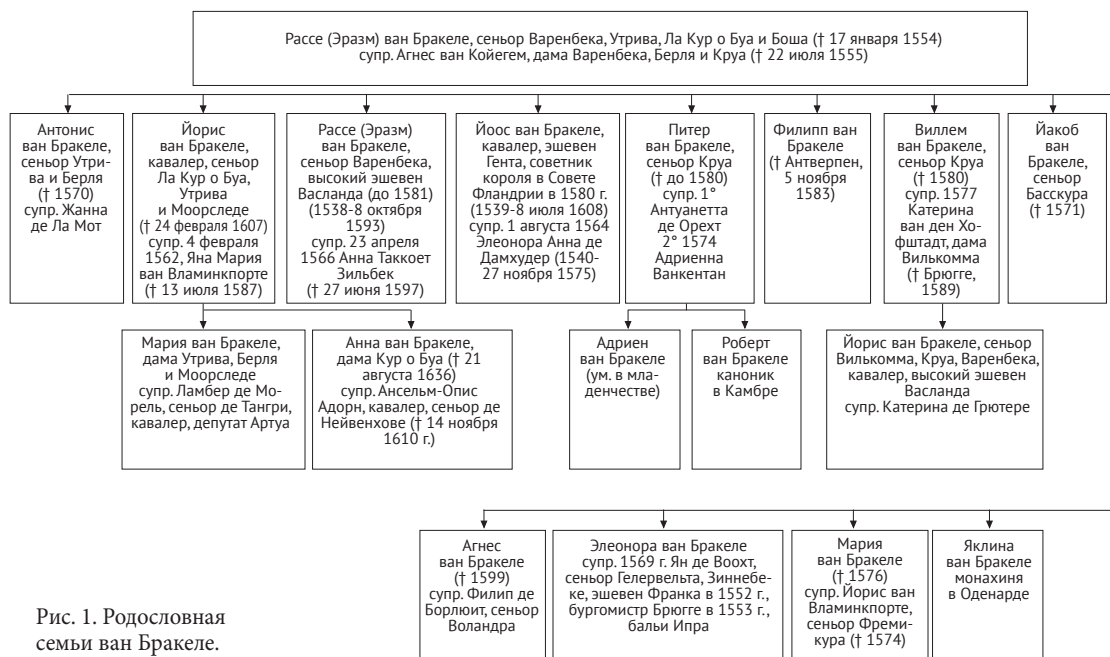 Рассе (Эразм) ван Бракеле, сеньор Варенбека, Утрива, Ла Кур о Буа и Боша († 17 января 1554)
супр. Агнес ван Койегем, дама Варенбека, Берля и Круа († 22 июля 1555)
Антонис
ван Бракеле,
сеньор Утри-
ва и Берля
(† 1570)
супр. Жанна
де Ла Мот
Йорис
ван Бракеле,
кавалер, сеньор
Ла Кур о Буа,
Утрива
и Моорследе
(† 24 февраля 1607)
супр. 4 февраля
1562, Яна Мария
ван Вламинкпорте
(† 13 июля 1587)
Рассе (Эразм)
ван Бракеле,
сеньор Варенбека,
высокий эшевен
Васланда (до 1581)
(1538-8 октября
1593)
супр. 23 апреля
1566 Анна Таккоет
Зильбек
(† 27 июня 1597)
Йоос ван Бракеле,
кавалер, эшевен
Гента, советник
короля в Совете
Фландрии в 1580 г.
(1539-8 июля 1608)
супр. 1 августа 1564
Элеонора Анна де
Дамхудер (1540-
27 ноября 1575)
Питер
ван Бракеле,
сеньор Круа
(† до 1580)
супр. 1°
Антуанетта
де Орехт
2° 1574
Адриенна
Ванкентан
Филипп ван
Бракеле
(† Антверпен,
5 ноября
1583)
Виллем
ван Бракеле,
сеньор Круа
(† 1580)
супр. 1577
Катерина
ван ден Хо-
фштадт, дама
Вилькомма
(† Брюгге,
1589)
Йакоб
ван
Бракеле,
сеньор
Басскура
(† 1571)
Мария ван Бракеле,
дама Утрива, Берля
и Моорследе
супр. Ламбер де Мо-
рель, сеньор де Тангри,
кавалер, депутат Артуа
Анна ван Бракеле,
дама Кур о Буа († 21
августа 1636)
супр. Ансельм-Опис
Адорн, кавалер, сеньор де
Нейвенхове († 14 ноября
1610 г.)
Адриен
ван Бракеле
(ум. в мла-
денчестве)
Роберт
ван Бракеле
каноник
в Камбре
Йорис ван Бракеле, сеньор
Вилькомма, Круа, Варенбека,
кавалер, высокий эшевен
Васланда
супр. Катерина де Грютере
Агнес
ван Бракеле
(† 1599)
супр. Филип де
Борлюит, сеньор
Воландра
Элеонора ван Бракеле
супр. 1569 г. Ян де Воохт,
сеньор Гелервельта, Зиннебе-
ке, эшевен Франка в 1552 г.,
бургомистр Брюгге в 1553 г.,
бальи Ипра
Мария
ван Бракеле
(† 1576)
супр. Йорис ван
Вламинкпорте,
сеньор Фреми-
кура († 1574)
Яклина
ван Бракеле
монахиня
в Оденарде
Рис. 1. Родословная
семьи ван Бракеле.